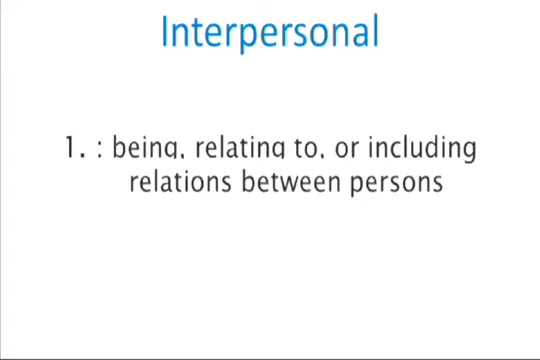 Interpersonal
1. : being, relating to, or including
relations between persons